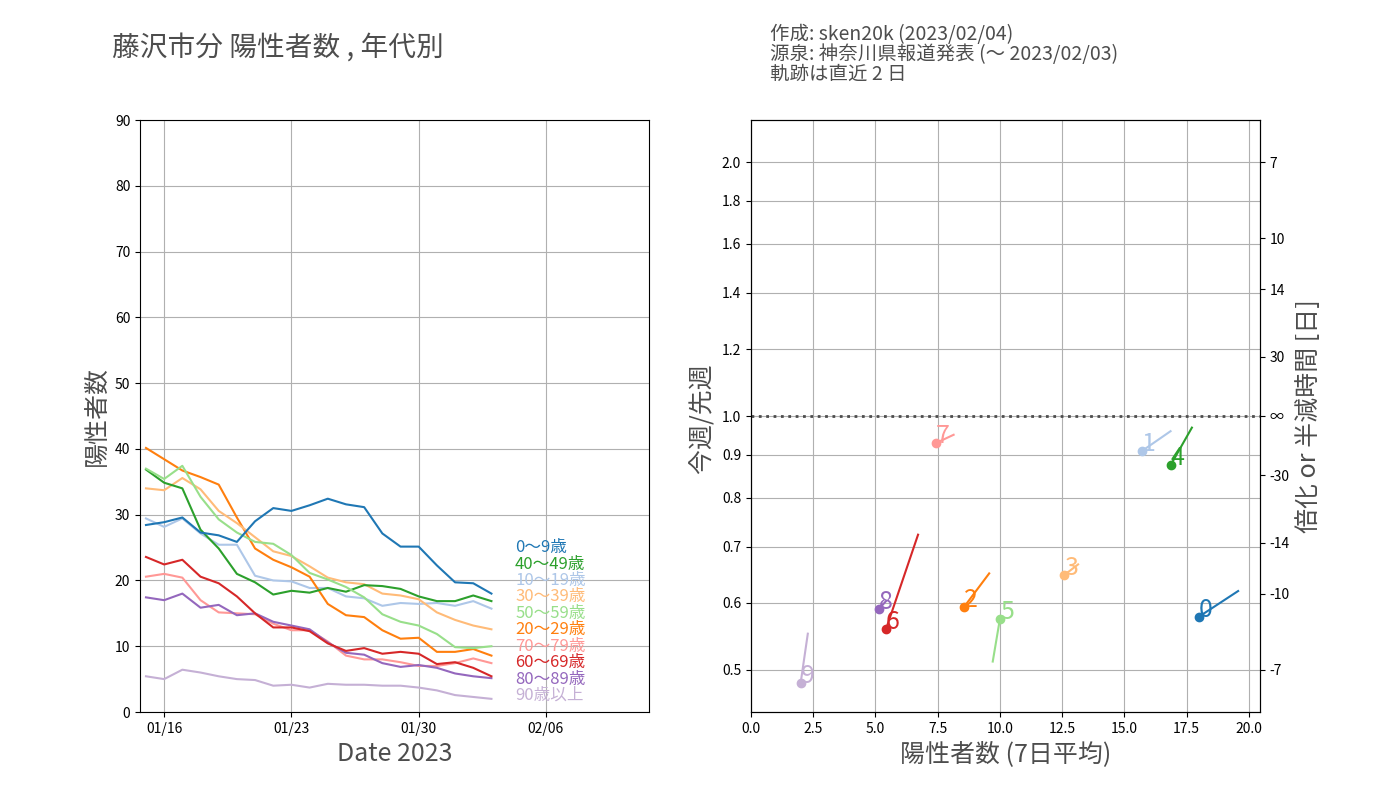 藤沢市分 陽性者数 , 年代別
作成: sken20k (2023/02/04)
源泉: 神奈川県報道発表 (～ 2023/02/03)
軌跡は直近 2 日
陽性者数
90
80
70
60
50
40
30
20
10
0
01/16
01/23
01/30
02/06
Date 2023
0～9歳
40～49歳
10～19歳
30～39歳
50～59歳
20～29歳
70～79歳
60～69歳
80～89歳
90歳以上
今週/先週
2.0
1.8
1.6
1.4
1.2
1.0
0.9
0.8
0.7
0.6
0.5
7
1
4
3
8
2
6
5
0
9
0.0
2.5
5.0
7.5
10.0
12.5
15.0
17.5
20.0
陽性者数 (7日平均)
7
10
14
30
∞
-30
-14
-10
-7
倍化 or 半減時間 [日]